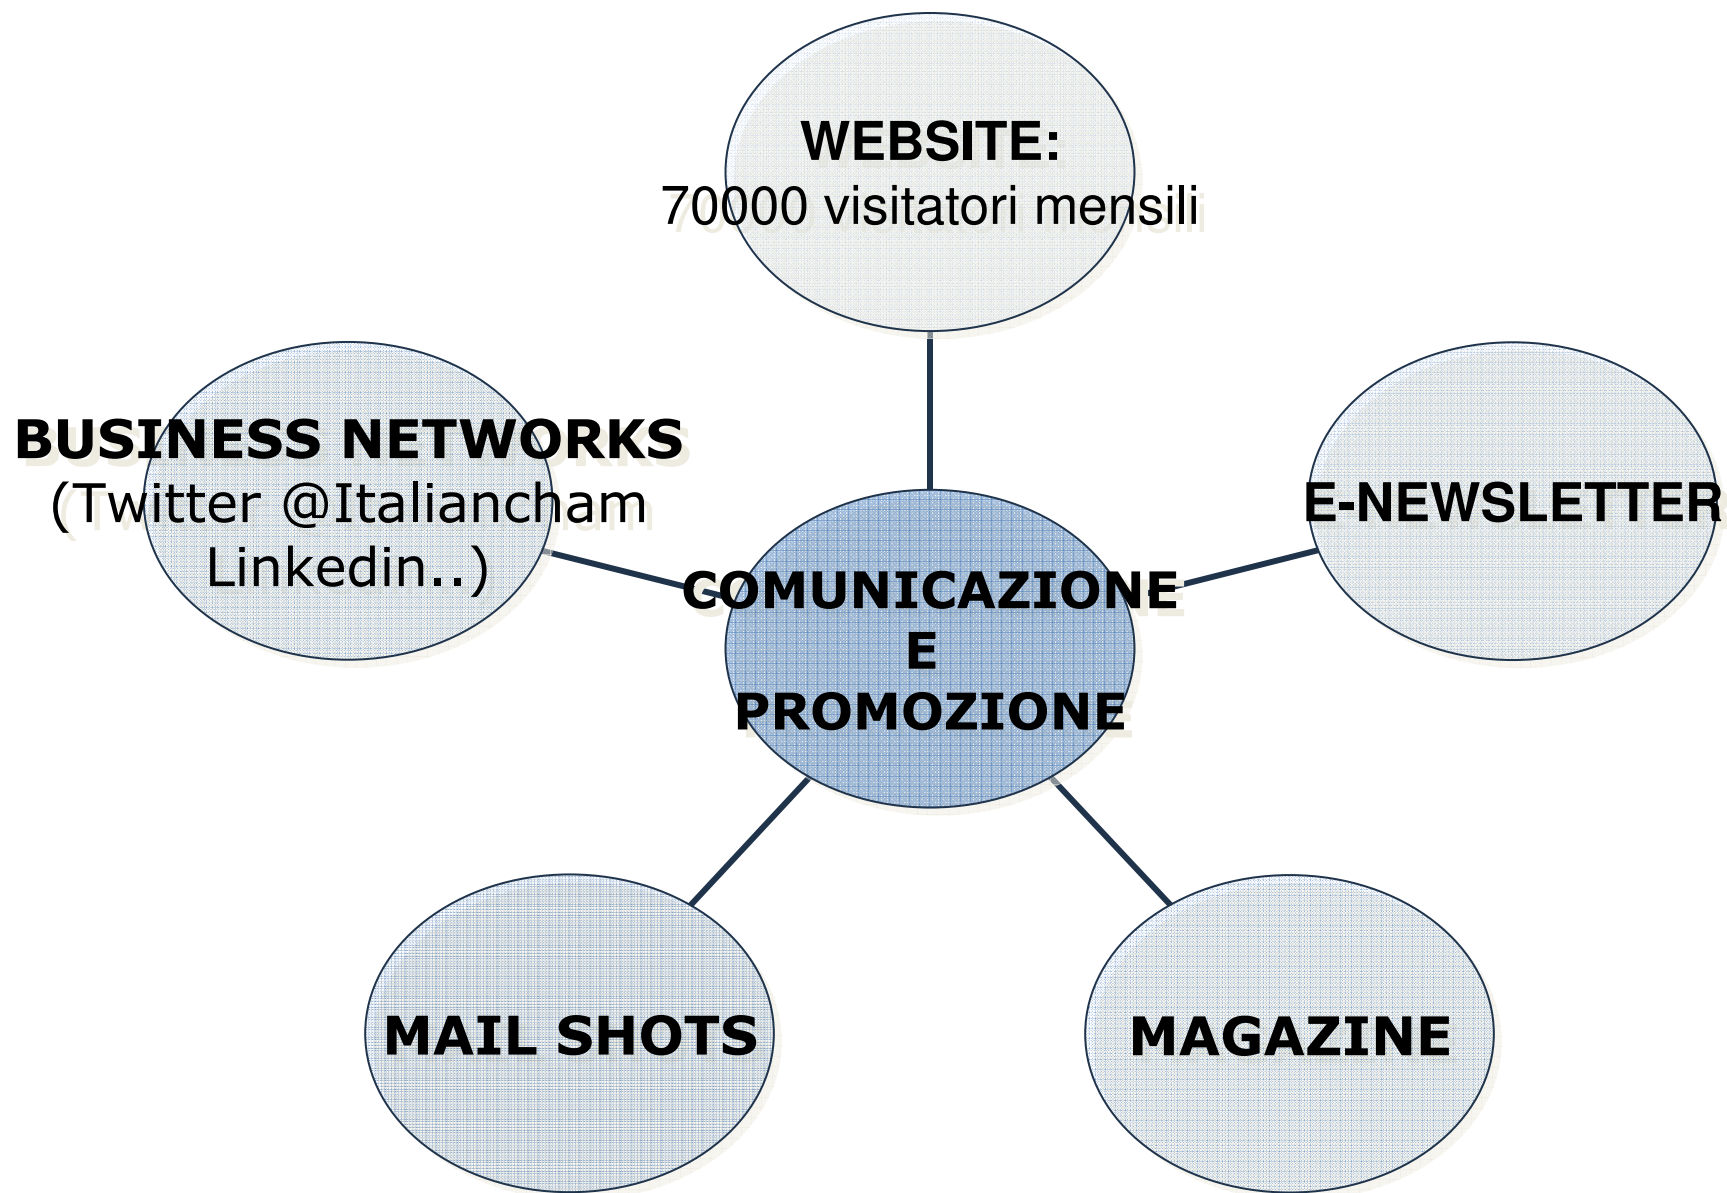 WEBSITE:
70000 visitatori mensili
BUSINESS NETWORKS
(Twitter @Italiancham
Linkedin..)
E-NEWSLETTER
COMUNICAZIONE
E
PROMOZIONE
MAIL SHOTS
MAGAZINE